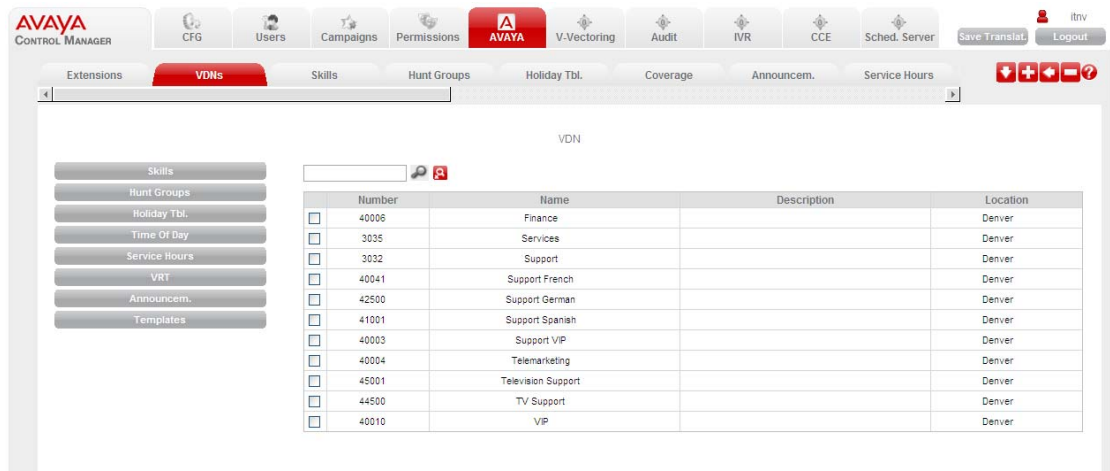 AVAYA
CONTROL MANAGER
CFG
Users
Campaigns
Permissions
AVAYA
V-Vectoring
Audit
IVR
CCE
Sched. Server
itnv
Save Translat.
Logout
Extensions
VDNs
Skills
Hunt Groups
Holiday Tbl.
Coverage
Announcem.
Service Hours
VDN
Skills
Hunt Groups
Holiday Tbl.
Time Of Day
Service Hours
VRT
Announcem.
Templates
Number Name Description Location
40006 Finance Denver
3035 Services Denver
3032 Support Denver
40041 Support French Denver
42500 Support German Denver
41001 Support Spanish Denver
40003 Support VIP Denver
40004 Telemarketing Denver
45001 Television Support Denver
44500 TV Support Denver
40010 VIP Denver